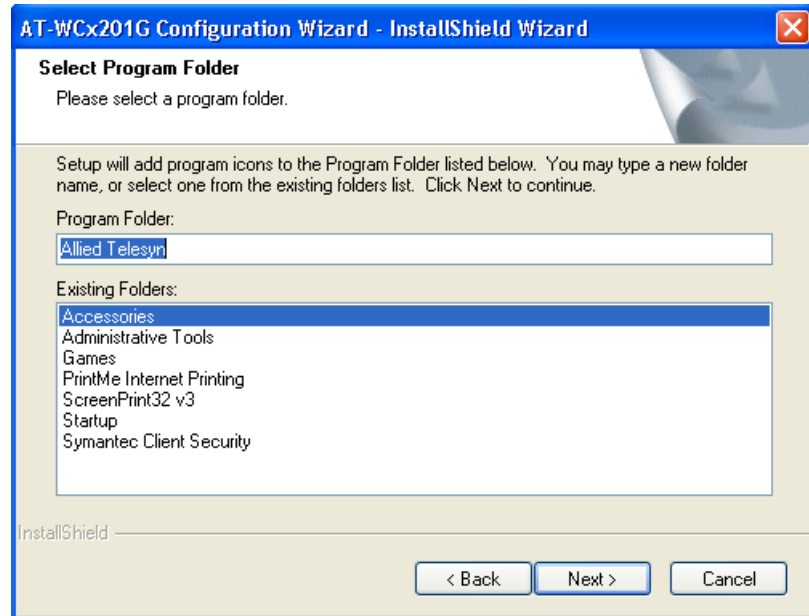 AT-WCx201G Configuration Wizard - InstallShield Wizard
Select Program Folder
Please select a program folder.
Setup will add program icons to the Program Folder listed below.  You may type a new folder
name, or select one from the existing folders list.  Click Next to continue.
Program Folder:
Allied Telesyn
Existing Folders:
Accessories
Administrative Tools
Games
PrintMe Internet Printing
ScreenPrint32 v3
Startup
Symantec Client Security
InstallShield
< Back
Next >
Cancel